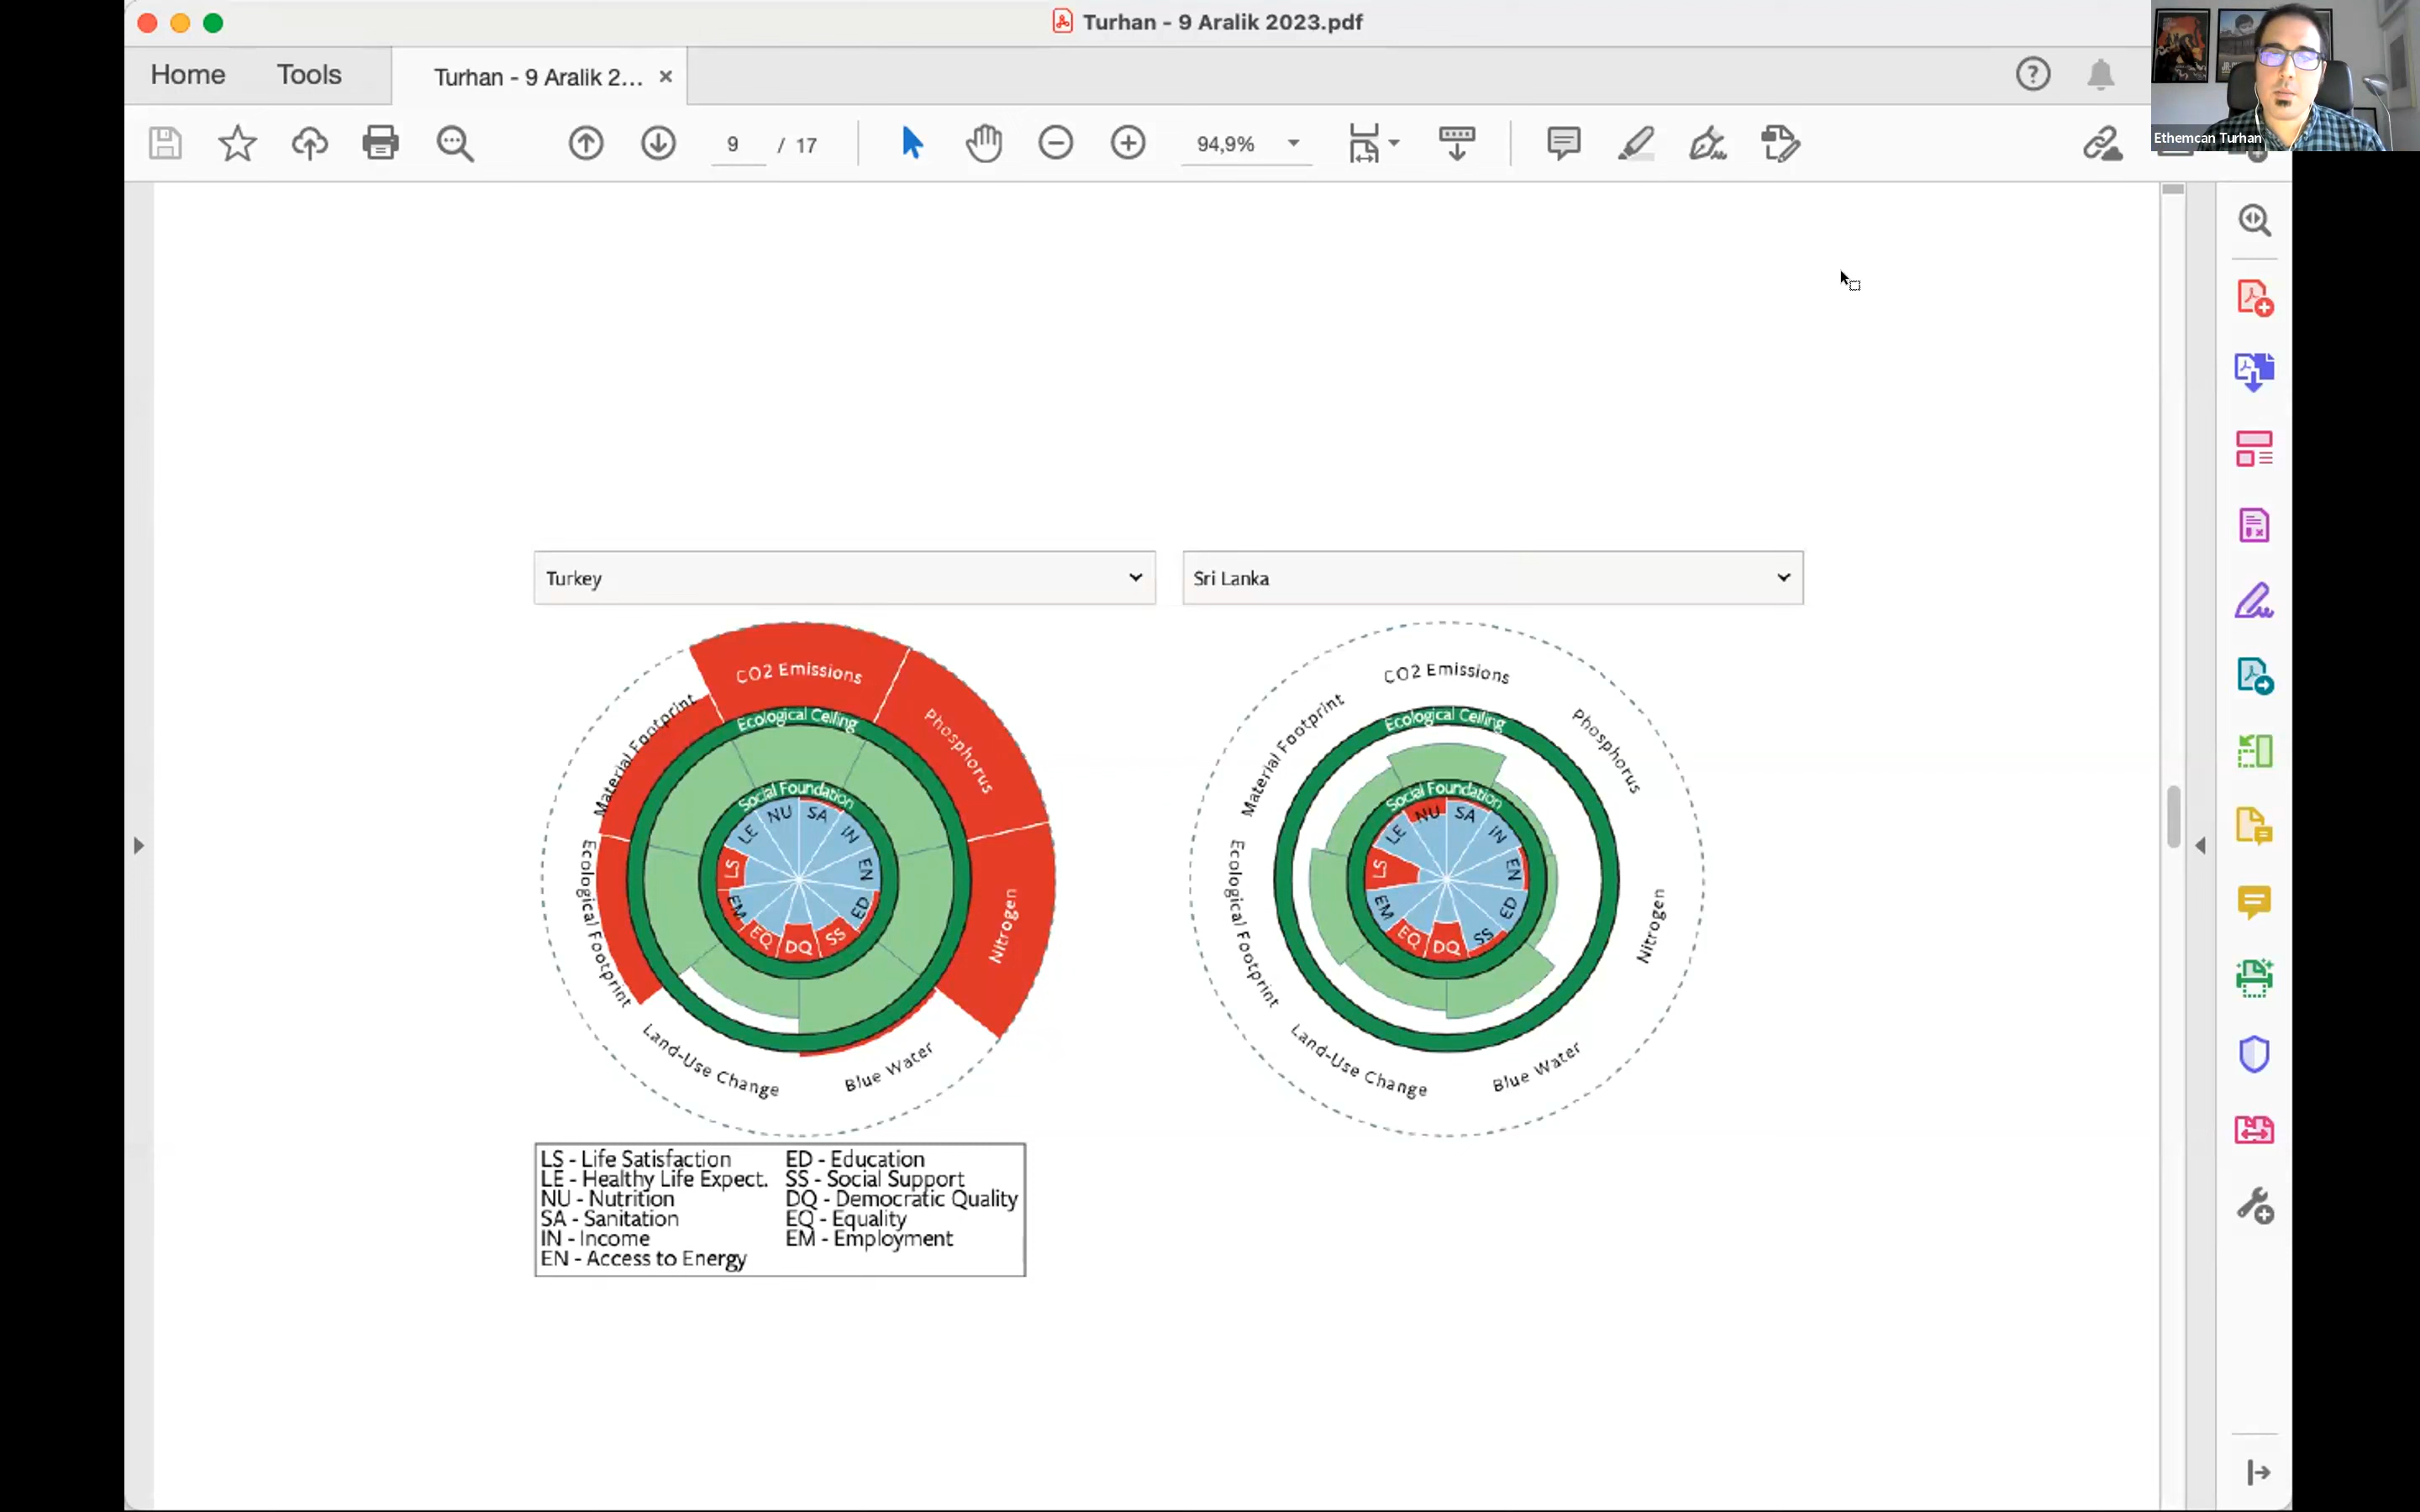 Turhan - 9 Aralik 2023.pdf
Home
Tools
Turhan - 9 Aralik 2...
9 / 17
94,9%
Ethemcan Turhan
Turkey
Sri Lanka
CO2 Emissions
Phosphorus
Nitrogen
Blue Water
Land-Use Change
Ecological Footprint
Material Footprint
Ecological Ceiling
Social Foundation
NU
SA
IN
EN
ED
SS
DQ
EQ
EM
LS
LE
CO2 Emissions
Phosphorus
Nitrogen
Blue Water
Land-Use Change
Ecological Footprint
Material Footprint
Ecological Ceiling
Social Foundation
NU
SA
IN
EN
ED
SS
DQ
EQ
EM
LS
LE
LS - Life Satisfaction
LE - Healthy Life Expect.
NU - Nutrition
SA - Sanitation
IN - Income
EN - Access to Energy
ED - Education
SS - Social Support
DQ - Democratic Quality
EQ - Equality
EM - Employment